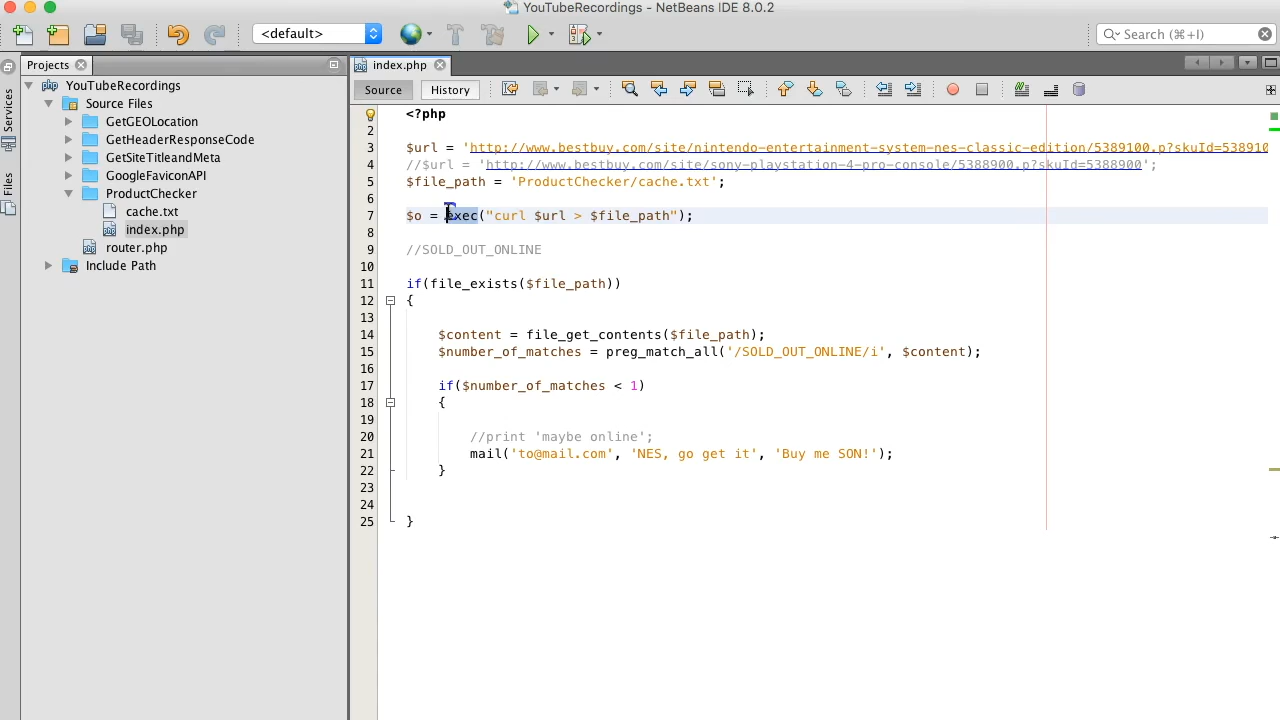 YouTubeRecordings - NetBeans IDE 8.0.2
<default>
Search (⌘+I)
Projects
index.php
Services
Files
YouTubeRecordings
Source Files
GetGEOLocation
GetHeaderResponseCode
GetSiteTitleandMeta
GoogleFaviconAPI
ProductChecker
cache.txt
index.php
router.php
Include Path
Source
History
<?php
2
3 $url = 'http://www.bestbuy.com/site/nintendo-entertainment-system-nes-classic-edition/5389100.p?skuId=538910
4 //$url = 'http://www.bestbuy.com/site/sony-playstation-4-pro-console/5388900.p?skuId=5388900';
5 $file_path = 'ProductChecker/cache.txt';
6
7 $o = exec("curl $url > $file_path");
8
9 //SOLD_OUT_ONLINE
10
11 if(file_exists($file_path))
12 {
13
14 $content = file_get_contents($file_path);
15 $number_of_matches = preg_match_all('/SOLD_OUT_ONLINE/i', $content);
16
17 if($number_of_matches < 1)
18 {
19
20 //print 'maybe online';
21 mail('to@mail.com', 'NES, go get it', 'Buy me SON!');
22 }
23
24
25 }